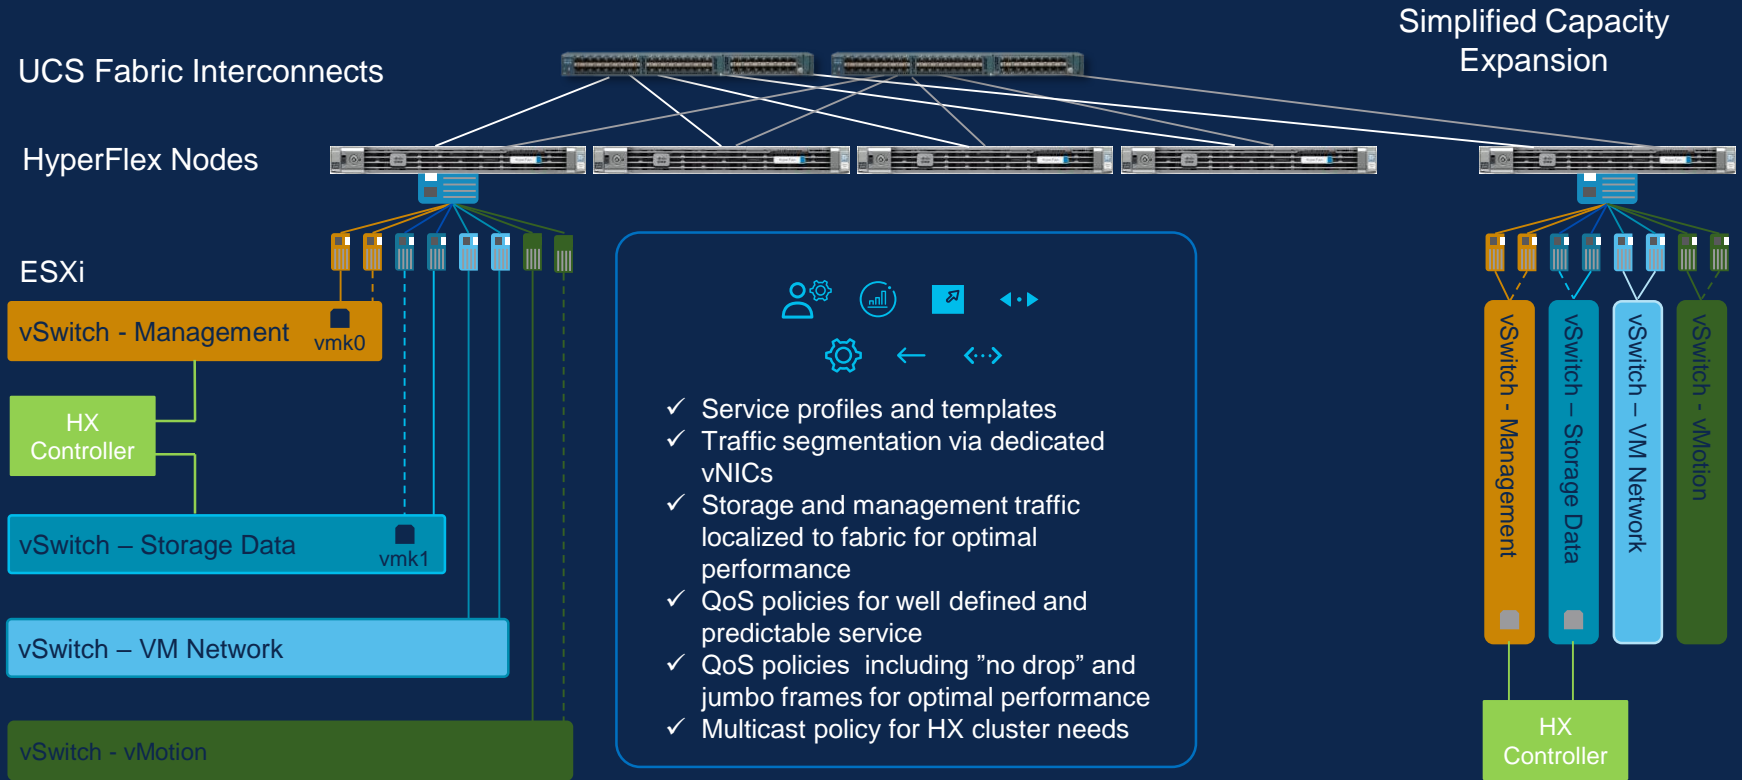 Simplified Capacity
Expansion
UCS Fabric Interconnects
HyperFlex Nodes
ESXi
vSwitch - Management
vmk0
HX
Controller
vSwitch – Storage Data
vmk1
vSwitch – VM Network
vSwitch - vMotion
✓ Service profiles and templates
✓ Traffic segmentation via dedicated
vNICs
✓ Storage and management traffic
localized to fabric for optimal
performance
✓ QoS policies for well defined and
predictable service
✓ QoS policies  including ”no drop” and
jumbo frames for optimal performance
✓ Multicast policy for HX cluster needs
vSwitch - Management
vSwitch – Storage Data
vSwitch – VM Network
vSwitch - vMotion
HX
Controller